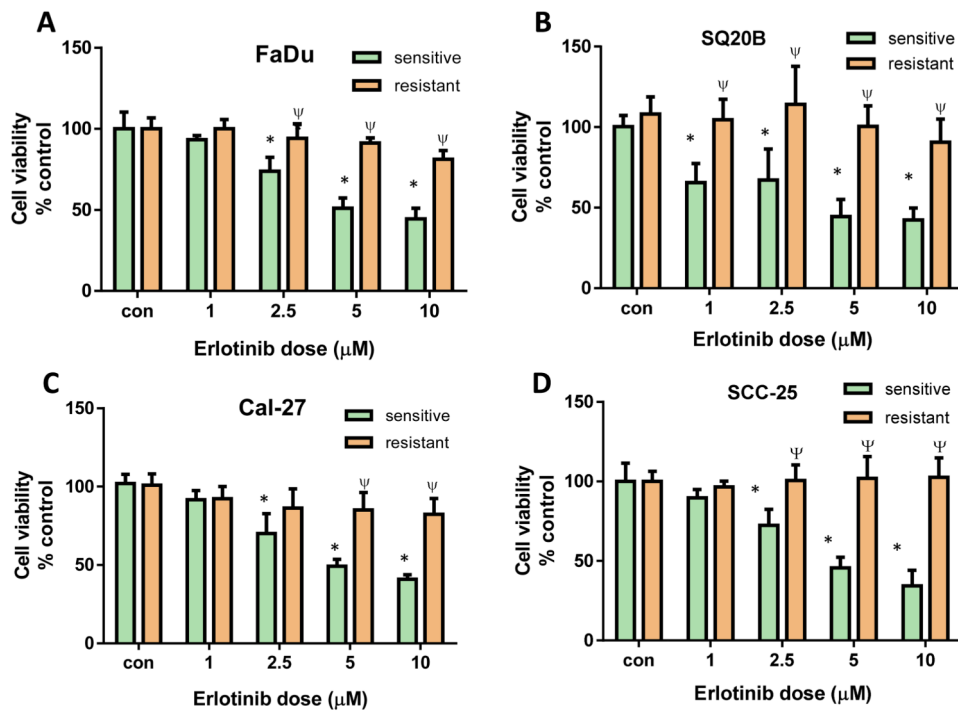 A
FaDu
sensitive
resistant
Cell viability
% control
150
100
50
0
* ψ
* ψ
* ψ
con 1 2.5 5 10
Erlotinib dose (μM)
B
SQ20B
sensitive
resistant
Cell viability
% control
150
100
50
0
* ψ
* ψ
* ψ
* ψ
con 1 2.5 5 10
Erlotinib dose (μM)
C
Cal-27
sensitive
resistant
Cell viability
% control
150
100
50
0
*
* ψ
* ψ
con 1 2.5 5 10
Erlotinib dose (μM)
D
SCC-25
sensitive
resistant
Cell viability
% control
150
100
50
0
* Ψ
* Ψ
* Ψ
con 1 2.5 5 10
Erlotinib dose (μM)